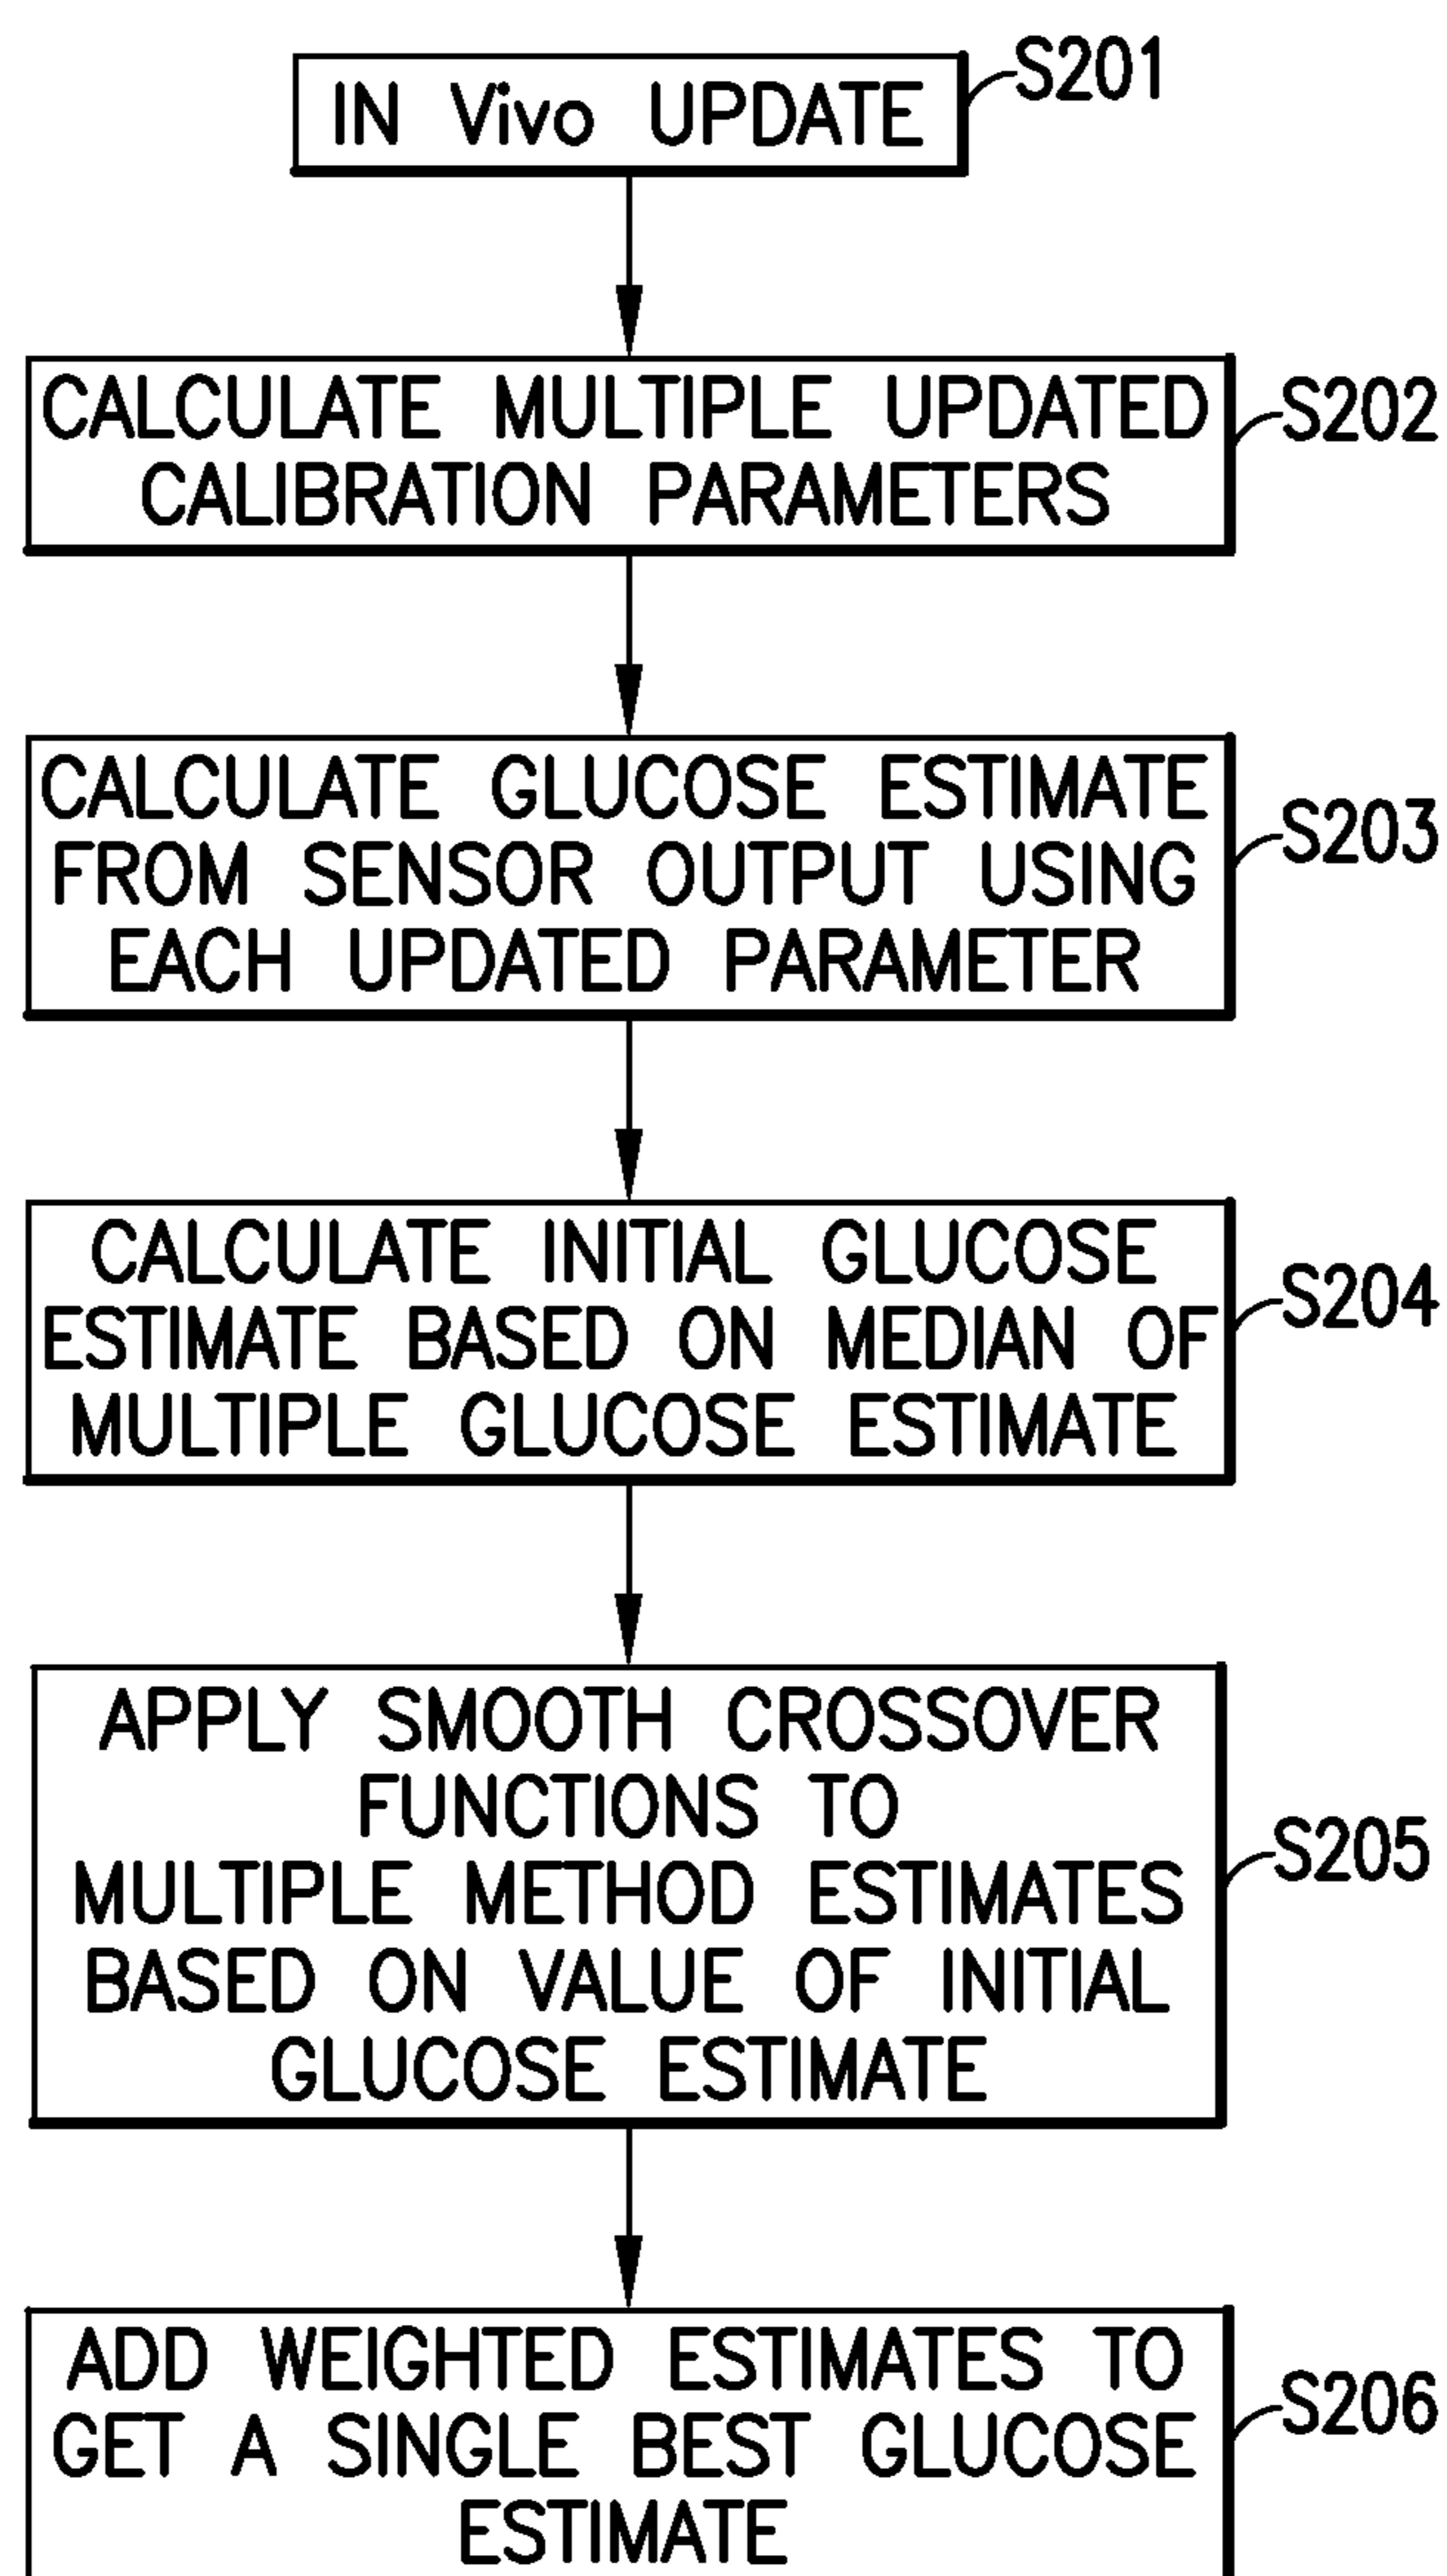 IN Vivo UPDATE
S201
CALCULATE MULTIPLE UPDATED
CALIBRATION PARAMETERS
S202
CALCULATE GLUCOSE ESTIMATE
FROM SENSOR OUTPUT USING
EACH UPDATED PARAMETER
S203
CALCULATE INITIAL GLUCOSE
ESTIMATE BASED ON MEDIAN OF
MULTIPLE GLUCOSE ESTIMATE
S204
APPLY SMOOTH CROSSOVER
FUNCTIONS TO
MULTIPLE METHOD ESTIMATES
BASED ON VALUE OF INITIAL
GLUCOSE ESTIMATE
S205
ADD WEIGHTED ESTIMATES TO
GET A SINGLE BEST GLUCOSE
ESTIMATE
S206